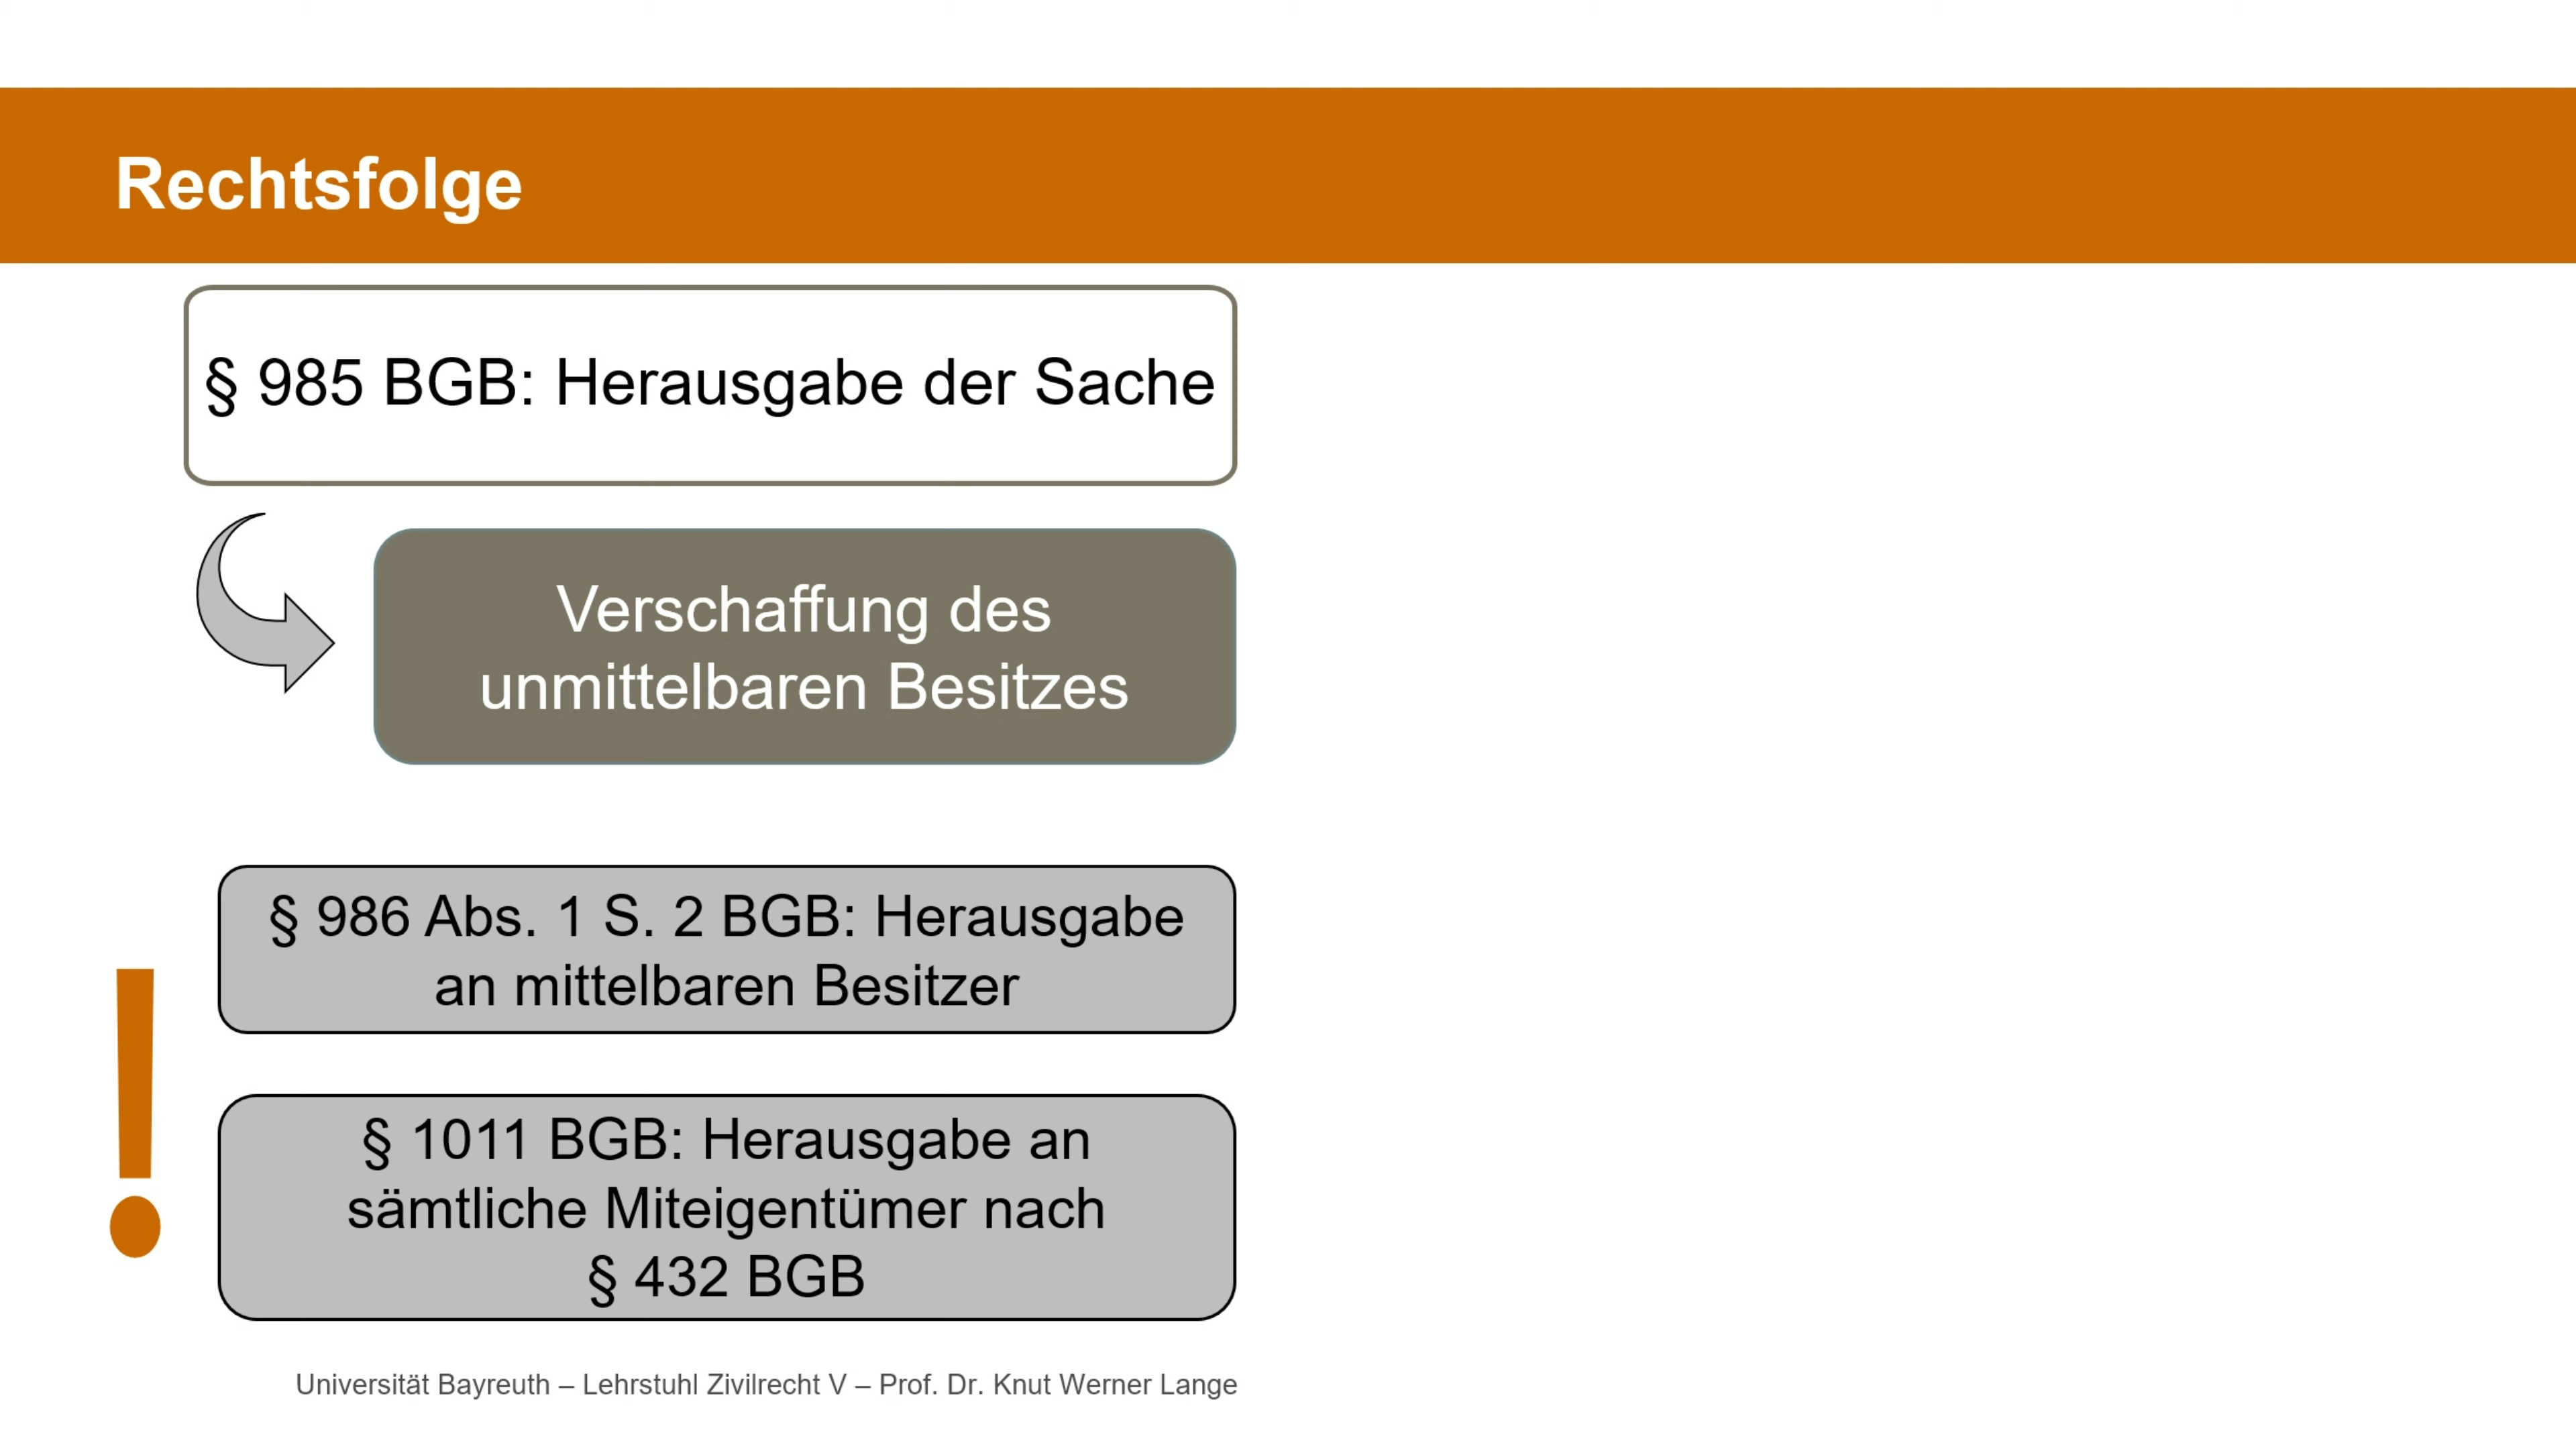 Rechtsfolge
§ 985 BGB: Herausgabe der Sache
Verschaffung des
unmittelbaren Besitzes
§ 986 Abs. 1 S. 2 BGB: Herausgabe
an mittelbaren Besitzer
!
§ 1011 BGB: Herausgabe an
sämtliche Miteigentümer nach
§ 432 BGB
Universität Bayreuth – Lehrstuhl Zivilrecht V – Prof. Dr. Knut Werner Lange